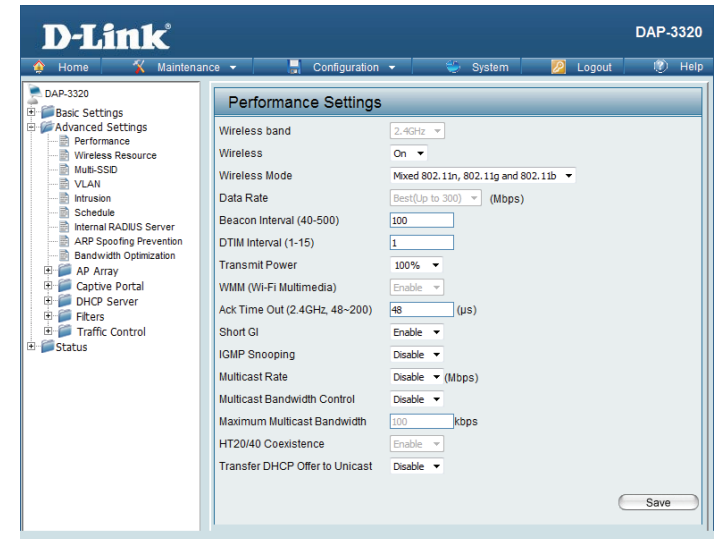 D-Link®
DAP-3320
Home
Maintenance
Configuration
System
Logout
Help
DAP-3320
Basic Settings
Advanced Settings
Performance
Wireless Resource
Multi-SSID
VLAN
Intrusion
Schedule
Internal RADIUS Server
ARP Spoofing Prevention
Bandwidth Optimization
AP Array
Captive Portal
DHCP Server
Filters
Traffic Control
Status
Performance Settings
Wireless band 2.4GHz
Wireless On
Wireless Mode Mixed 802.11n, 802.11g and 802.11b
Data Rate Best(Up to 300) (Mbps)
Beacon Interval (40-500) 100
DTIM Interval (1-15) 1
Transmit Power 100%
WMM (Wi-Fi Multimedia) Enable
Ack Time Out (2.4GHz, 48~200) 48 (µs)
Short GI Enable
IGMP Snooping Disable
Multicast Rate Disable (Mbps)
Multicast Bandwidth Control Disable
Maximum Multicast Bandwidth 100 kbps
HT20/40 Coexistence Enable
Transfer DHCP Offer to Unicast Disable
Save